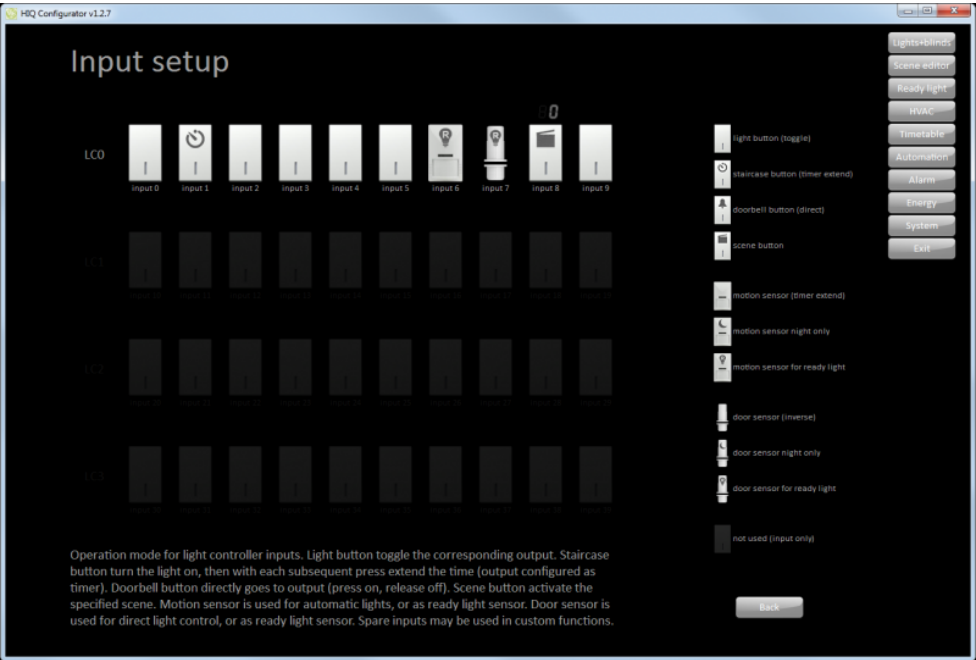 HIQ Configurator v1.2.7
Input setup
Lights+blinds
Scene editor
Ready light
HVAC
Timetable
Automation
Alarm
Energy
System
Exit
0
LC0
R
R
input 0 input 1 input 2 input 3 input 4 input 5 input 6 input 7 input 8 input 9
LC1
LC2
LC3
light button (toggle)
staircase button (timer extend)
doorbell button (direct)
scene button
motion sensor (timer extend)
motion sensor night only
motion sensor for ready light
door sensor (inverse)
door sensor night only
door sensor for ready light
not used (input only)
Operation mode for light controller inputs. Light button toggle the corresponding output. Staircase
button turn the light on, then with each subsequent press extend the time (output configured as
timer). Doorbell button directly goes to output (press on, release off). Scene button activate the
specified scene. Motion sensor is used for automatic lights, or as ready light sensor. Door sensor is
used for direct light control, or as ready light sensor. Spare inputs may be used in custom functions.
Back